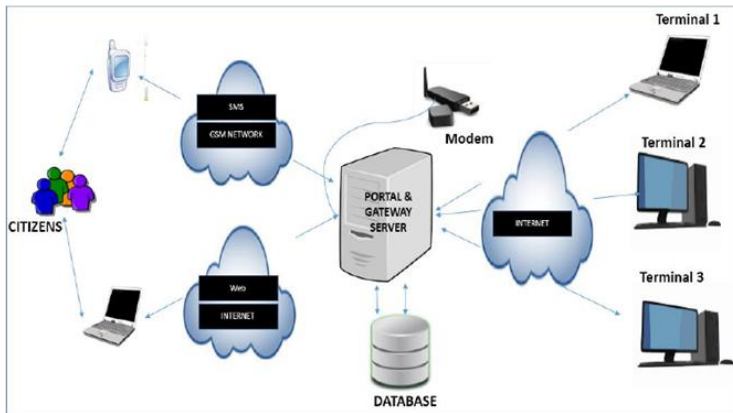 Terminal 1
SMS
GSM NETWORK
Modem
Terminal 2
PORTAL &
GATEWAY
SERVER
CITIZENS
INTERNET
Web
INTERNET
Terminal 3
DATABASE